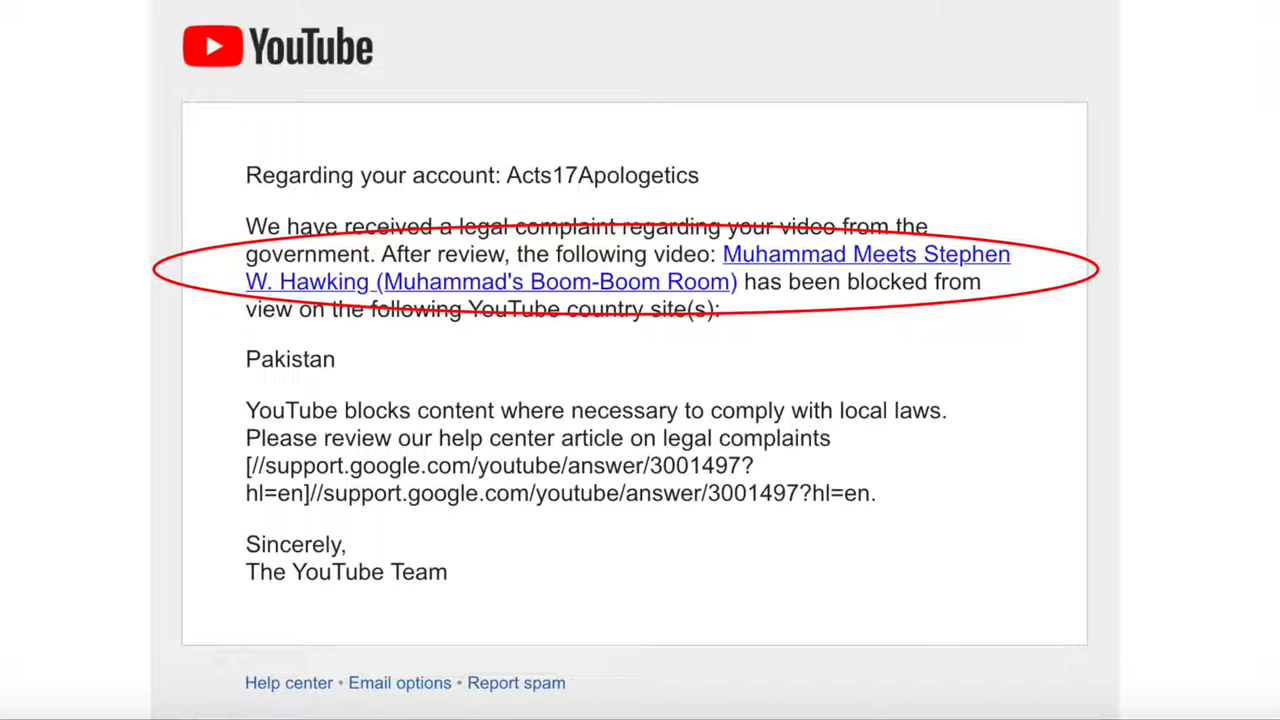 YouTube
Regarding your account: Acts17Apologetics
We have received a legal complaint regarding your video from the
government. After review, the following video: Muhammad Meets Stephen
W. Hawking (Muhammad's Boom-Boom Room) has been blocked from
view on the following YouTube country site(s):
Pakistan
YouTube blocks content where necessary to comply with local laws.
Please review our help center article on legal complaints
[//support.google.com/youtube/answer/3001497?
hl=en]//support.google.com/youtube/answer/3001497?hl=en.
Sincerely,
The YouTube Team
Help center • Email options • Report spam